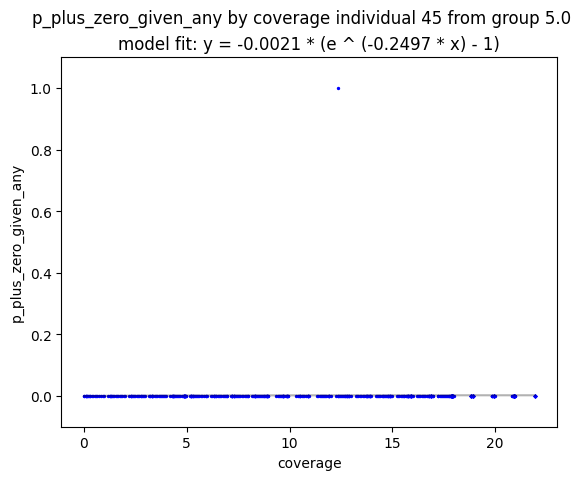 p_plus_zero_given_any by coverage individual 45 from group 5.0
model fit: y = -0.0021 * (e ^ (-0.2497 * x) - 1)
1.0
0.8
0.6
0.4
0.2
0.0
p_plus_zero_given_any
0
5
10
15
20
coverage